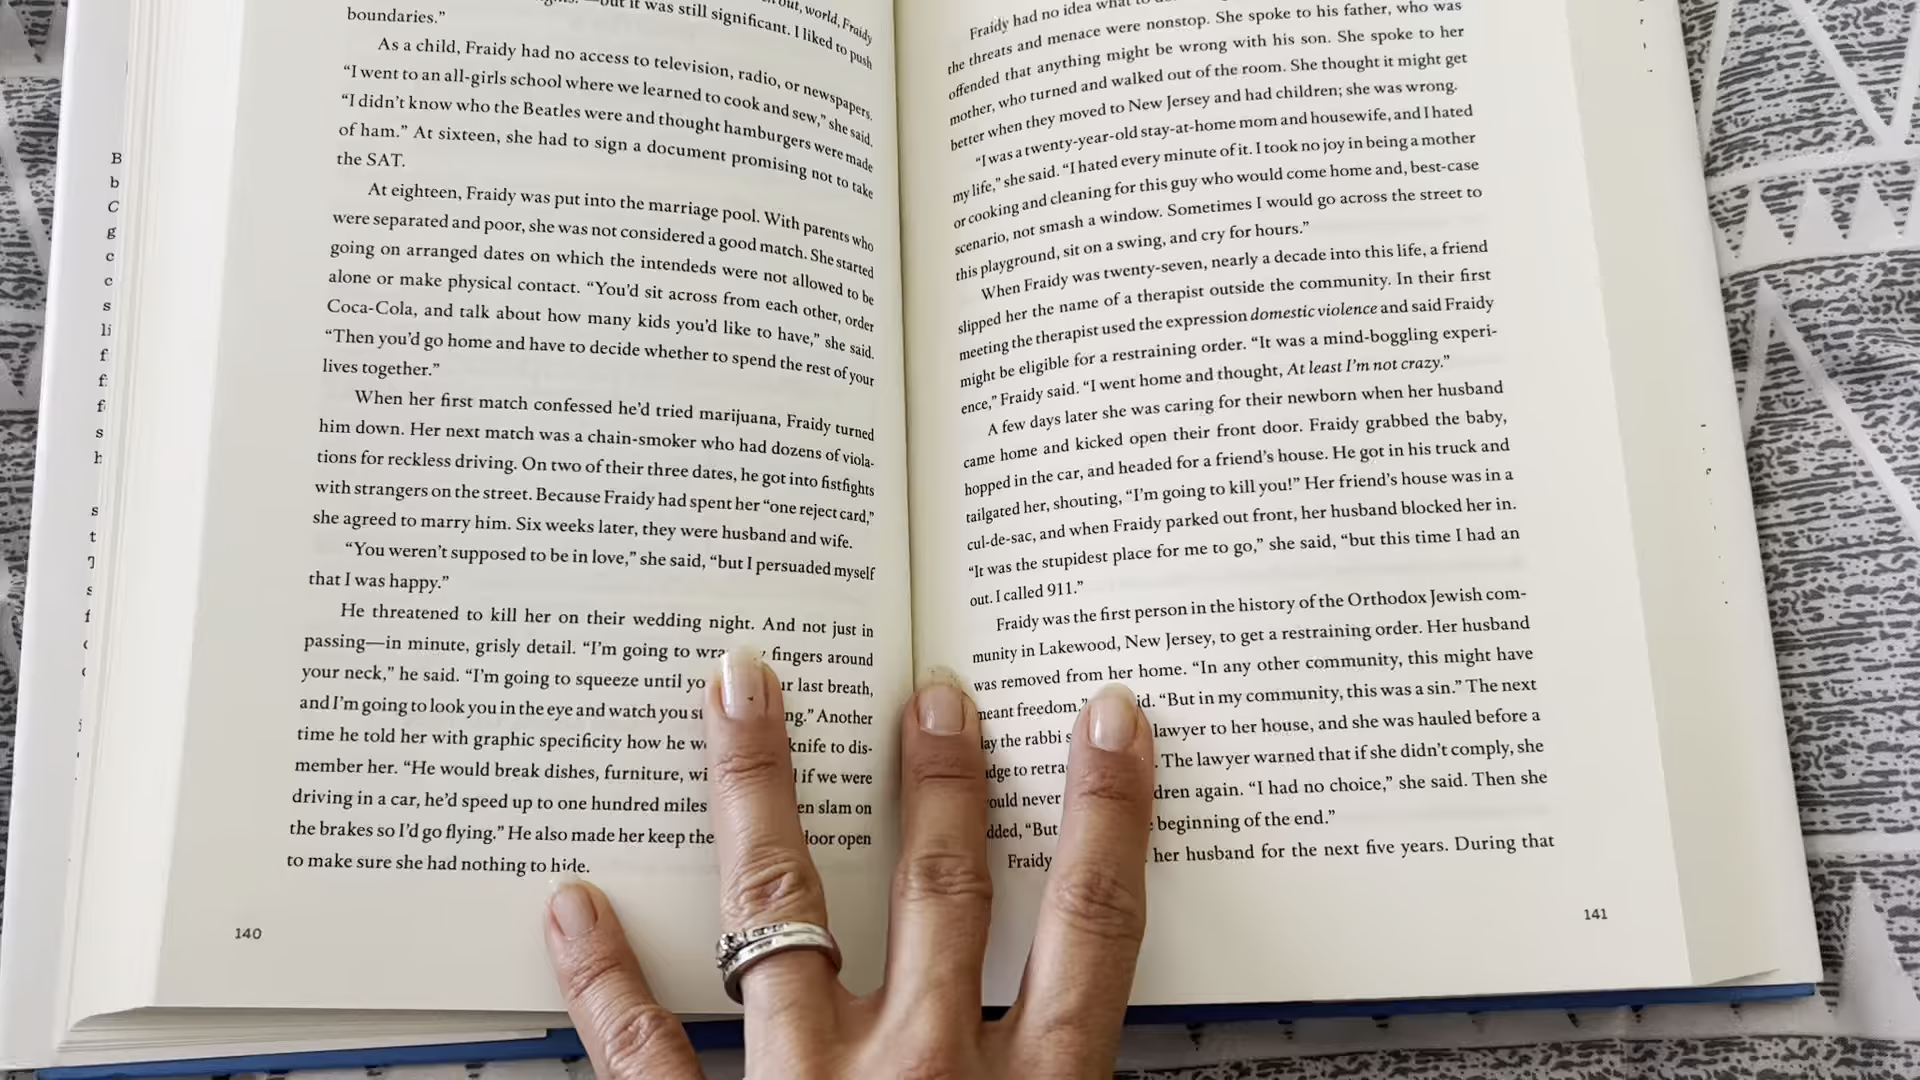 out, world, Fraidy
—but it was still significant. I liked to push
boundaries.”
As a child, Fraidy had no access to television, radio, or newspapers.
“I went to an all-girls school where we learned to cook and sew,” she said.
“I didn’t know who the Beatles were and thought hamburgers were made
of ham.” At sixteen, she had to sign a document promising not to take
the SAT.
At eighteen, Fraidy was put into the marriage pool. With parents who
were separated and poor, she was not considered a good match. She started
going on arranged dates on which the intendeds were not allowed to be
alone or make physical contact. “You’d sit across from each other, order
Coca-Cola, and talk about how many kids you’d like to have,” she said.
“Then you’d go home and have to decide whether to spend the rest of your
lives together.”
When her first match confessed he’d tried marijuana, Fraidy turned
him down. Her next match was a chain-smoker who had dozens of viola-
tions for reckless driving. On two of their three dates, he got into fistfights
with strangers on the street. Because Fraidy had spent her “one reject card,”
she agreed to marry him. Six weeks later, they were husband and wife.
“You weren’t supposed to be in love,” she said, “but I persuaded myself
that I was happy.”
He threatened to kill her on their wedding night. And not just in
passing—in minute, grisly detail. “I’m going to fingers around
your neck,” he said. “I’m going to squeeze until last breath,
and I’m going to look you in the eye and watch you Another
time he told her with graphic specificity how he knife to dis-
member her. “He would break dishes, furniture, if we were
driving in a car, he’d speed up to one hundred miles slam on
the brakes so I’d go flying.” He also made her keep the open
to make sure she had nothing to hide.
140
Fraidy had no idea what to
the threats and menace were nonstop. She spoke to his father, who was
offended that anything might be wrong with his son. She spoke to her
mother, who turned and walked out of the room. She thought it might get
better when they moved to New Jersey and had children; she was wrong.
“I was a twenty-year-old stay-at-home mom and housewife, and I hated
my life,” she said. “I hated every minute of it. I took no joy in being a mother
or cooking and cleaning for this guy who would come home and, best-case
scenario, not smash a window. Sometimes I would go across the street to
this playground, sit on a swing, and cry for hours.”
When Fraidy was twenty-seven, nearly a decade into this life, a friend
slipped her the name of a therapist outside the community. In their first
meeting the therapist used the expression domestic violence and said Fraidy
might be eligible for a restraining order. “It was a mind-boggling experi-
ence,” Fraidy said. “I went home and thought, At least I’m not crazy.”
A few days later she was caring for their newborn when her husband
came home and kicked open their front door. Fraidy grabbed the baby,
hopped in the car, and headed for a friend’s house. He got in his truck and
tailgated her, shouting, “I’m going to kill you!” Her friend’s house was in a
cul-de-sac, and when Fraidy parked out front, her husband blocked her in.
“It was the stupidest place for me to go,” she said, “but this time I had an
out. I called 911.”
Fraidy was the first person in the history of the Orthodox Jewish com-
munity in Lakewood, New Jersey, to get a restraining order. Her husband
was removed from her home. “In any other community, this might have
meant freedom,” “But in my community, this was a sin.” The next
the rabbi lawyer to her house, and she was hauled before a
to The lawyer warned that if she didn’t comply, she
never again. “I had no choice,” she said. Then she
“But beginning of the end.”
Fraidy her husband for the next five years. During that
141